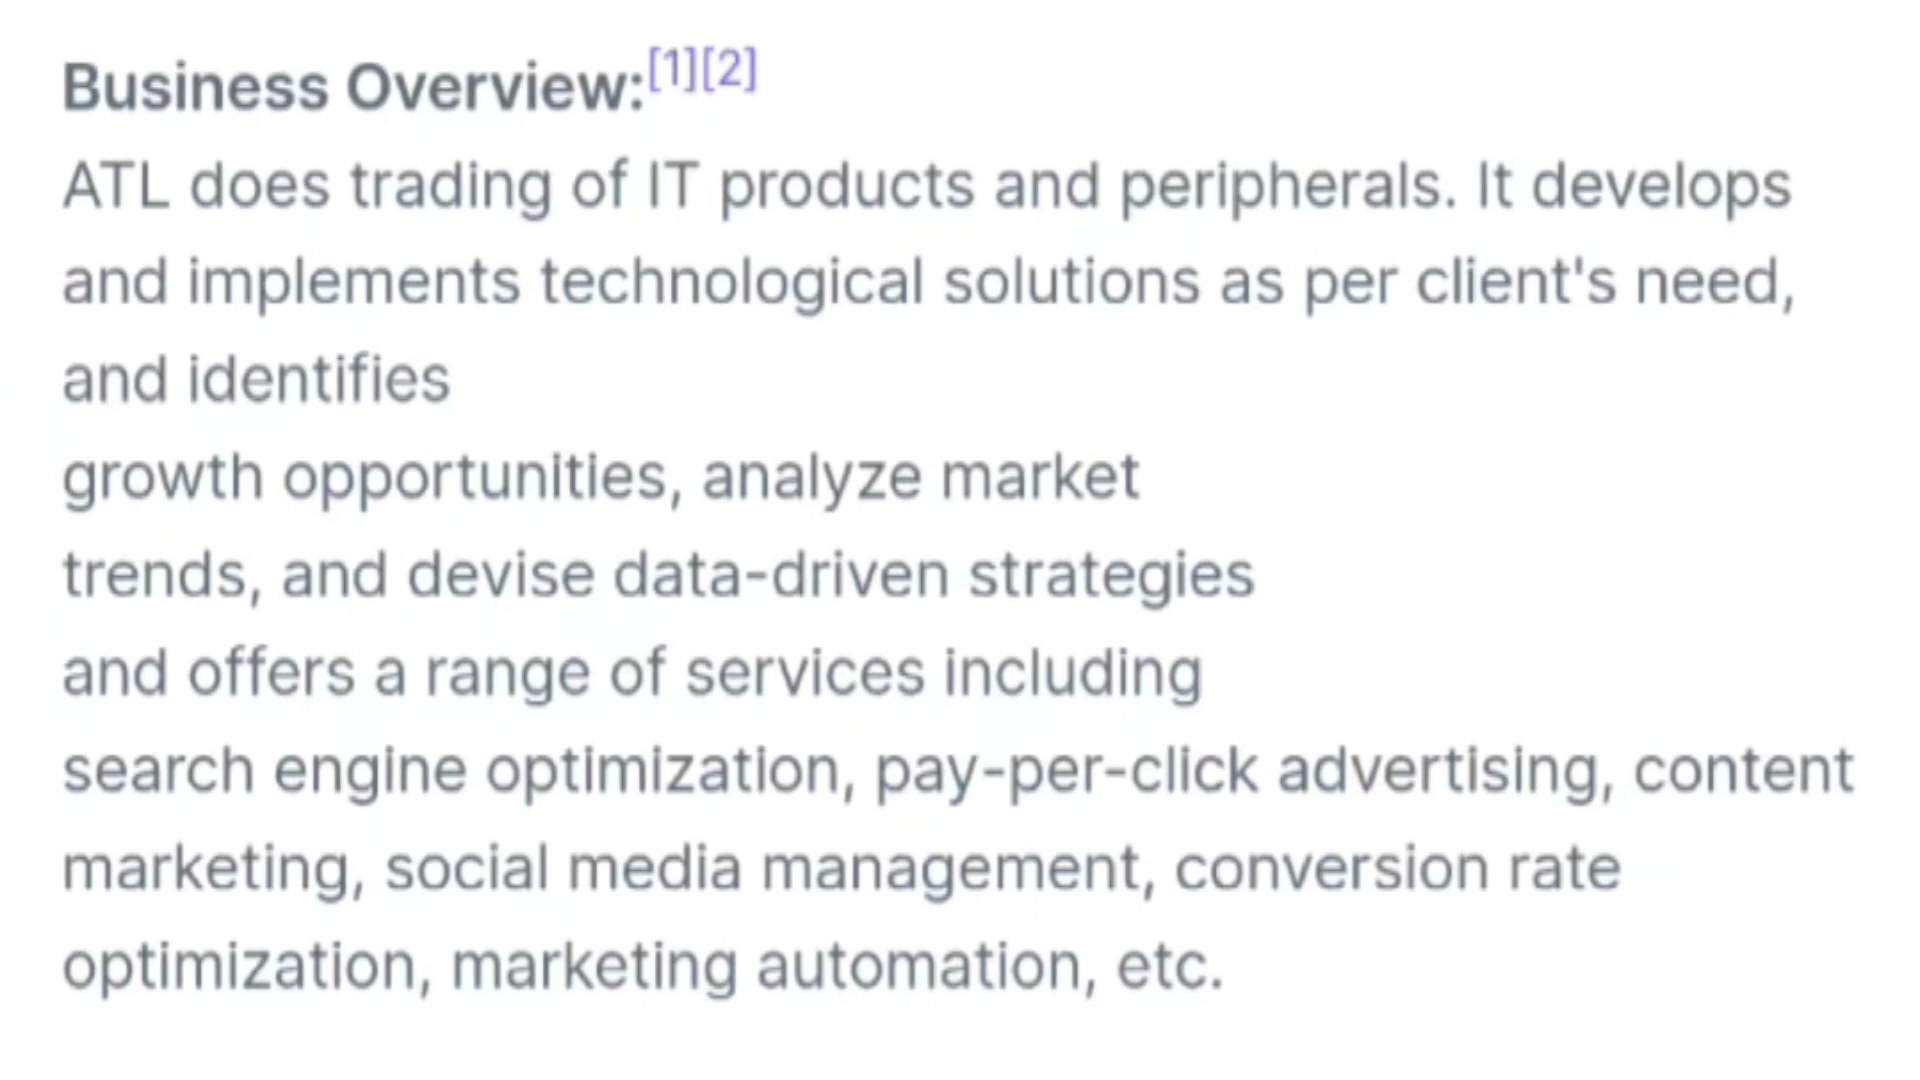 Business Overview:[1][2]
ATL does trading of IT products and peripherals. It develops
and implements technological solutions as per client's need,
and identifies
growth opportunities, analyze market
trends, and devise data-driven strategies
and offers a range of services including
search engine optimization, pay-per-click advertising, content
marketing, social media management, conversion rate
optimization, marketing automation, etc.